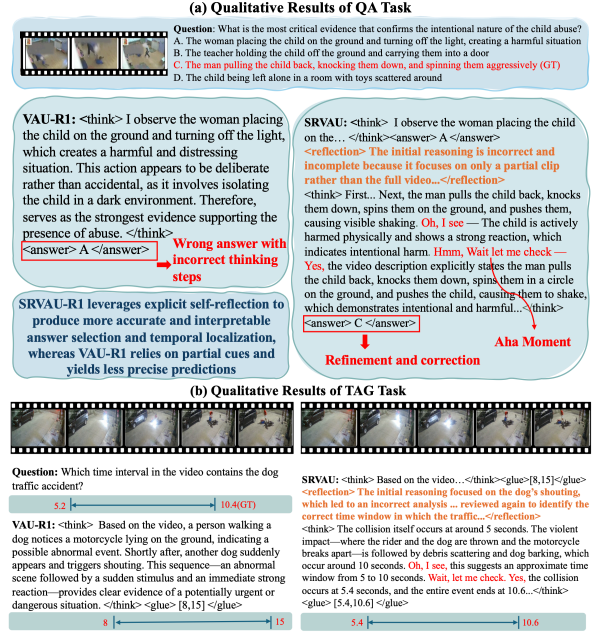 (a) Qualitative Results of QA Task
Question: What is the most critical evidence that confirms the intentional nature of the child abuse?
A. The woman placing the child on the ground and turning off the light, creating a harmful situation
B. The teacher holding the child off the ground and carrying them into a door
C. The man pulling the child back, knocking them down, and spinning them aggressively (GT)
D. The child being left alone in a room with toys scattered around
VAU-R1: <think> I observe the woman placing
the child on the ground and turning off the light,
which creates a harmful and distressing
situation. This action appears to be deliberate
rather than accidental, as it involves isolating
the child in a dark environment. Therefore,
serves as the strongest evidence supporting the
presence of abuse. </think>
<answer> A </answer>
Wrong answer with
incorrect thinking
steps
SRVAU-R1 leverages explicit self-reflection to
produce more accurate and interpretable
answer selection and temporal localization,
whereas VAU-R1 relies on partial cues and
yields less precise predictions
SRVAU: <think> I observe the woman placing the child
on the… </think><answer> A </answer>
<reflection> The initial reasoning is incorrect and
incomplete because it focuses on only a partial clip
rather than the full video...</reflection>
<think> First... Next, the man pulls the child back, knocks
them down, spins them on the ground, and pushes them,
causing visible shaking. Oh, I see — The child is actively
harmed physically and shows a strong reaction, which
indicates intentional harm. Hmm, Wait let me check —
Yes, the video description explicitly states the man pulls
the child back, knocks them down, spins them in a circle
on the ground, and pushes the child, causing them to shake,
which demonstrates intentional and harmful...</think>
<answer> C </answer>
Refinement and correction
Aha Moment
(b) Qualitative Results of TAG Task
Question: Which time interval in the video contains the dog
traffic accident?
5.2 10.4(GT)
VAU-R1: <think> Based on the video, a person walking a
dog notices a motorcycle lying on the ground, indicating a
possible abnormal event. Shortly after, another dog suddenly
appears and triggers shouting. This sequence—an abnormal
scene followed by a sudden stimulus and an immediate strong
reaction—provides clear evidence of a potentially urgent or
dangerous situation. </think> <glue> [8,15] </glue>
8 15
SRVAU: <think> Based on the video…</think><glue>[8,15]</glue>
<reflection> The initial reasoning focused on the dog's shouting,
which led to an incorrect analysis ... reviewed again to identify the
correct time window in which the traffic...</reflection>
<think> The collision itself occurs at around 5 seconds. The violent
impact—where the rider and the dog are thrown and the motorcycle
breaks apart—is followed by debris scattering and dog barking, which
occur around 10 seconds. Oh, I see, this suggests an approximate time
window from 5 to 10 seconds. Wait, let me check. Yes, the collision
occurs at 5.4 seconds, and the entire event ends at 10.6...</think>
<glue> [5.4,10.6] </glue>
5.4 10.6